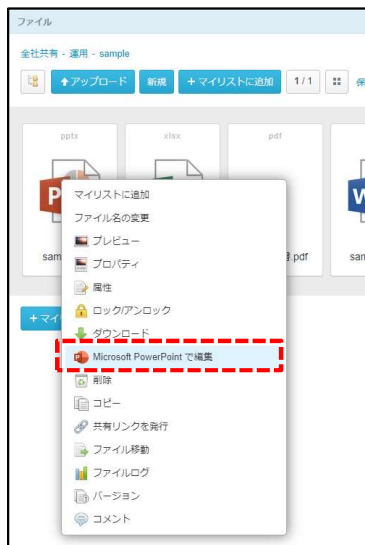 ファイル
全社共有 - 運用 - sample
アップロード 新規 +マイリストに追加 1/1
pptx xlsx pdf
マイリストに追加
ファイル名の変更
プレビュー
プロパティ
属性
ロック/アンロック
ダウンロード
Microsoft PowerPoint で編集
削除
コピー
共有リンクを発行
ファイル移動
ファイルログ
バージョン
コメント